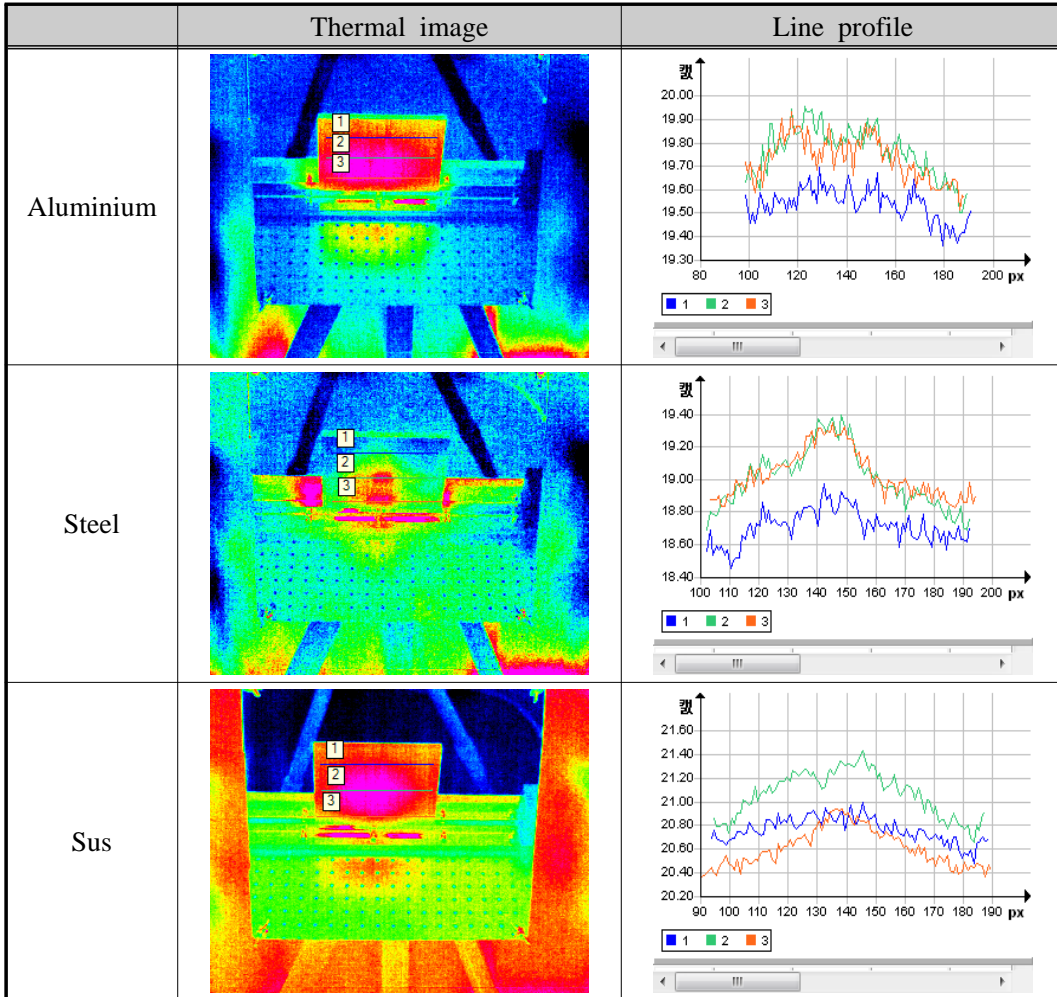 Thermal image Line profile
Aluminium
1
2
3
값
20.00
19.90
19.80
19.70
19.60
19.50
19.40
19.30
80 100 120 140 160 180 200 px
1 2 3
Steel
1
2
3
값
19.40
19.20
19.00
18.80
18.60
18.40
100 110 120 130 140 150 160 170 180 190 200 px
1 2 3
Sus
1
2
3
값
21.60
21.40
21.20
21.00
20.80
20.60
20.40
20.20
90 100 110 120 130 140 150 160 170 180 190 px
1 2 3